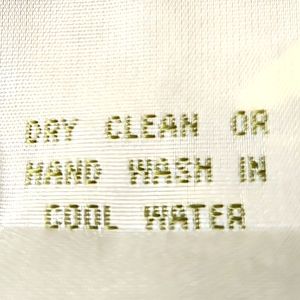 DRY CLEAN OR
HAND WASH IN
COOL WATER